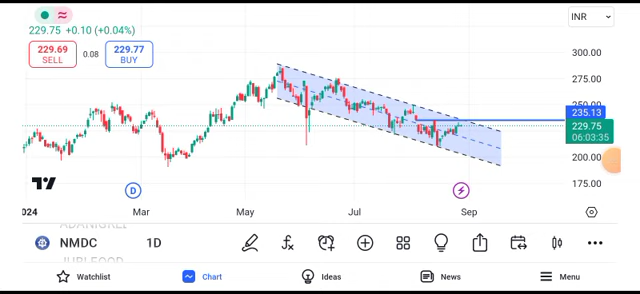 229.75 +0.10 (+0.04%)
INR
229.69
SELL
0.08
229.77
BUY
300.00
275.00
250.00
235.13
229.75
06:03:35
200.00
175.00
D
2024
Mar
May
Jul
Sep
ADANIGREEN
NMDC
1D
JUBLFOOD
Watchlist
Chart
Ideas
News
Menu